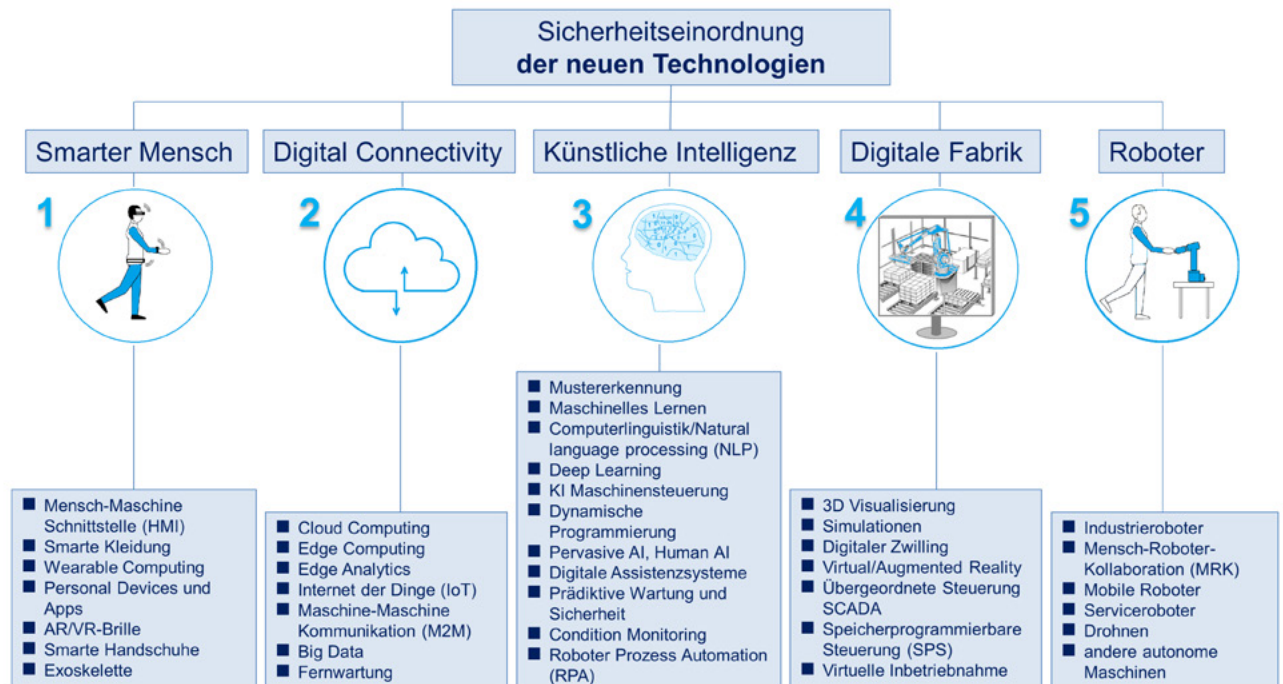 Sicherheitseinordnung
der neuen Technologien
Smarter Mensch
Digital Connectivity
Künstliche Intelligenz
Digitale Fabrik
Roboter
1
2
3
4
5
■ Mensch-Maschine
Schnittstelle (HMI)
■ Smarte Kleidung
■ Wearable Computing
■ Personal Devices und
Apps
■ AR/VR-Brille
■ Smarte Handschuhe
■ Exoskelette
■ Cloud Computing
■ Edge Computing
■ Edge Analytics
■ Internet der Dinge (IoT)
■ Maschine-Maschine
Kommunikation (M2M)
■ Big Data
■ Fernwartung
■ Mustererkennung
■ Maschinelles Lernen
■ Computerlinguistik/Natural
language processing (NLP)
■ Deep Learning
■ KI Maschinensteuerung
■ Dynamische
Programmierung
■ Pervasive AI, Human AI
■ Digitale Assistenzsysteme
■ Prädiktive Wartung und
Sicherheit
■ Condition Monitoring
■ Roboter Prozess Automation
(RPA)
■ 3D Visualisierung
■ Simulationen
■ Digitaler Zwilling
■ Virtual/Augmented Reality
■ Übergeordnete Steuerung
SCADA
■ Speicherprogrammierbare
Steuerung (SPS)
■ Virtuelle Inbetriebnahme
■ Industrieroboter
■ Mensch-Roboter-
Kollaboration (MRK)
■ Mobile Roboter
■ Serviceroboter
■ Drohnen
■ andere autonome
Maschinen